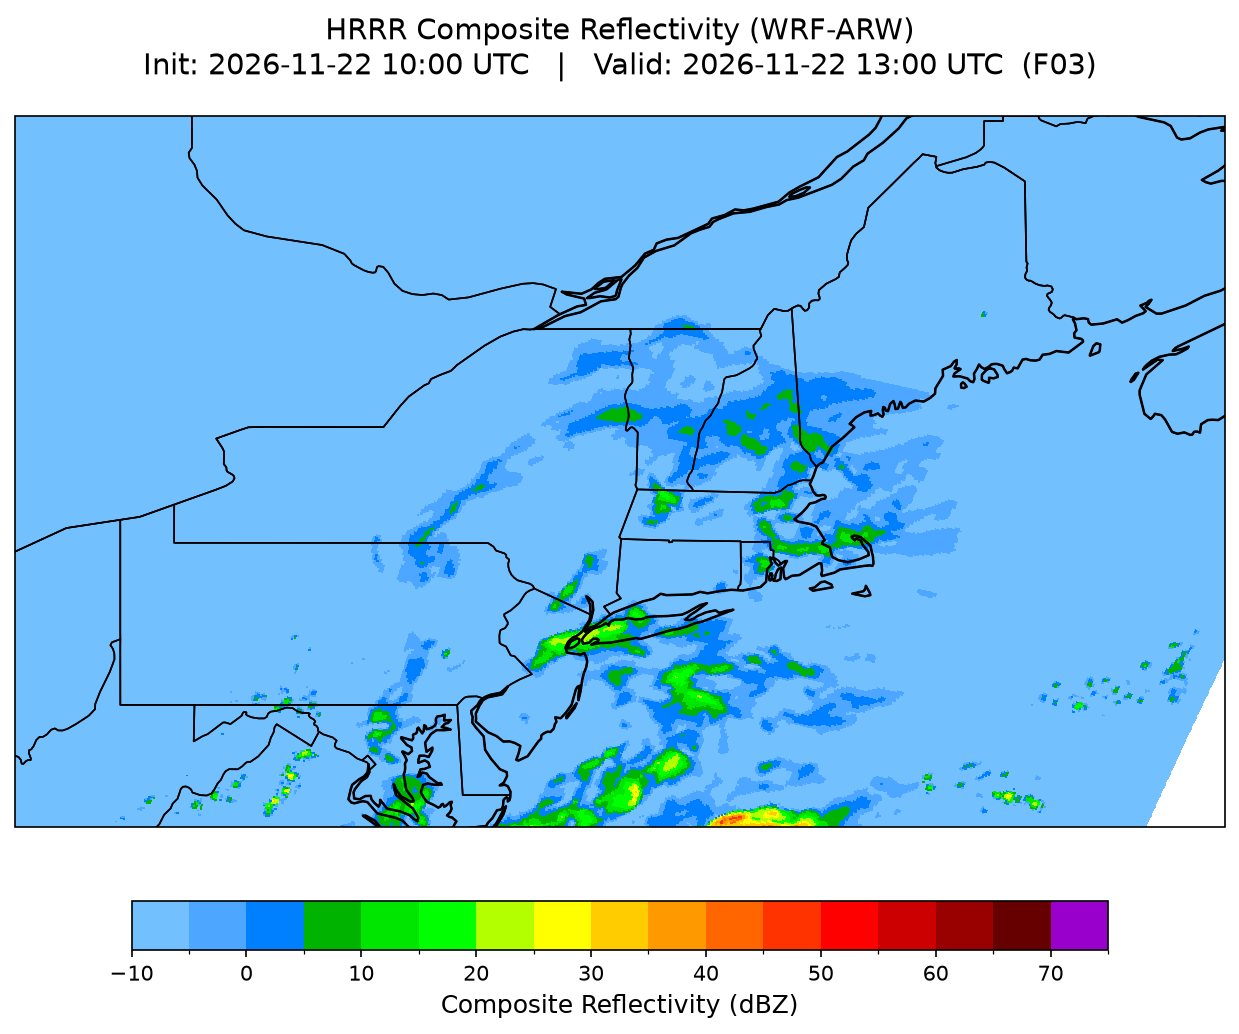 HRRR Composite Reflectivity (WRF-ARW)
Init: 2026-11-22 10:00 UTC   |   Valid: 2026-11-22 13:00 UTC  (F03)
−10 0 10 20 30 40 50 60 70
Composite Reflectivity (dBZ)